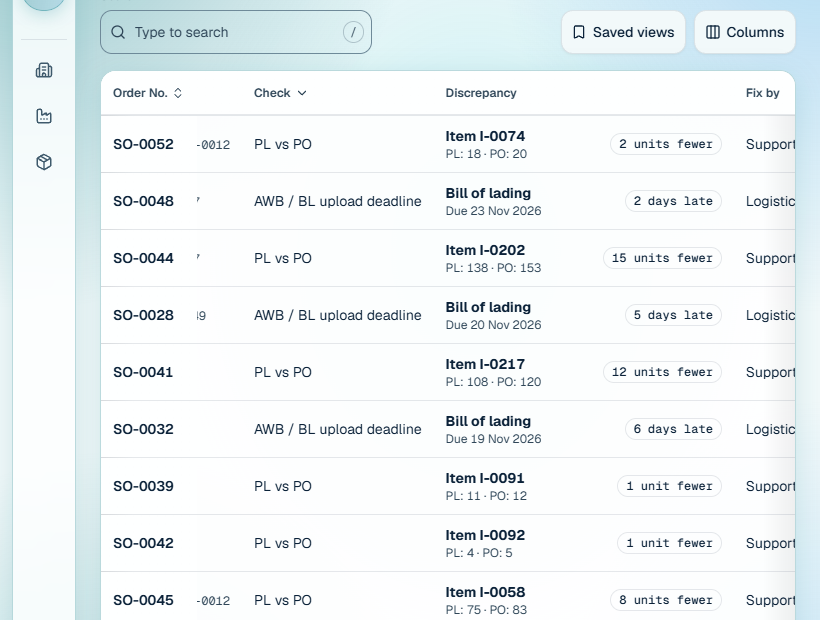 Type to search /
Saved views
Columns
Order No. Check Discrepancy Fix by
SO-0052 -0012 PL vs PO Item I-0074 2 units fewer Support
PL: 18 · PO: 20
SO-0048 AWB / BL upload deadline Bill of lading 2 days late Logistic
Due 23 Nov 2026
SO-0044 PL vs PO Item I-0202 15 units fewer Support
PL: 138 · PO: 153
SO-0028 AWB / BL upload deadline Bill of lading 5 days late Logistic
Due 20 Nov 2026
SO-0041 PL vs PO Item I-0217 12 units fewer Support
PL: 108 · PO: 120
SO-0032 AWB / BL upload deadline Bill of lading 6 days late Logistic
Due 19 Nov 2026
SO-0039 PL vs PO Item I-0091 1 unit fewer Support
PL: 11 · PO: 12
SO-0042 PL vs PO Item I-0092 1 unit fewer Support
PL: 4 · PO: 5
SO-0045 -0012 PL vs PO Item I-0058 8 units fewer Support
PL: 75 · PO: 83